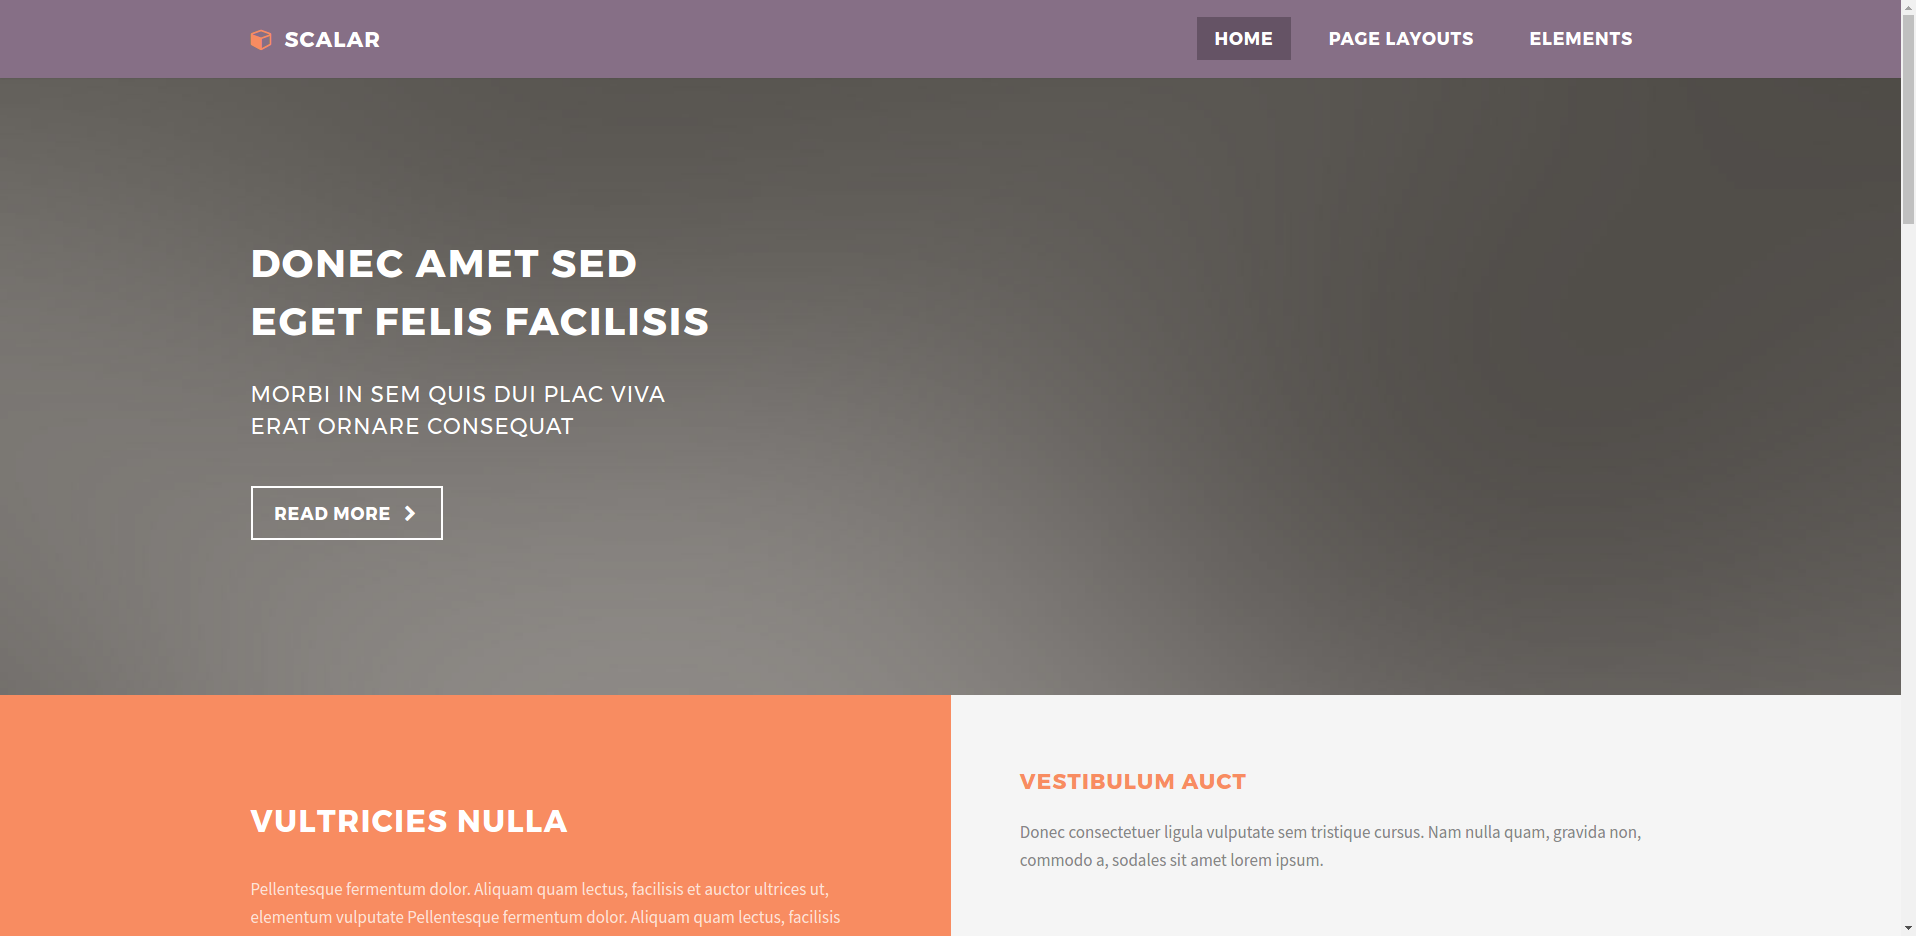 SCALAR
HOME
PAGE LAYOUTS
ELEMENTS
DONEC AMET SED
EGET FELIS FACILISIS
MORBI IN SEM QUIS DUI PLAC VIVA
ERAT ORNARE CONSEQUAT
READ MORE
VULTRICIES NULLA
Pellentesque fermentum dolor. Aliquam quam lectus, facilisis et auctor ultrices ut,
elementum vulputate Pellentesque fermentum dolor. Aliquam quam lectus, facilisis
VESTIBULUM AUCT
Donec consectetuer ligula vulputate sem tristique cursus. Nam nulla quam, gravida non,
commodo a, sodales sit amet lorem ipsum.